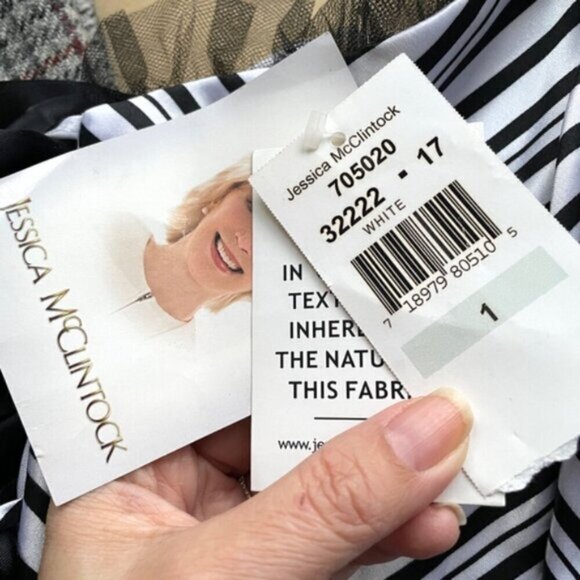 JESSICA McCLINTOCK
Jessica McClintock
705020
32222 - 17
WHITE
7 18979 80510 5
1
IN
TEXT
INHERE
THE NATU
THIS FABR
www.je